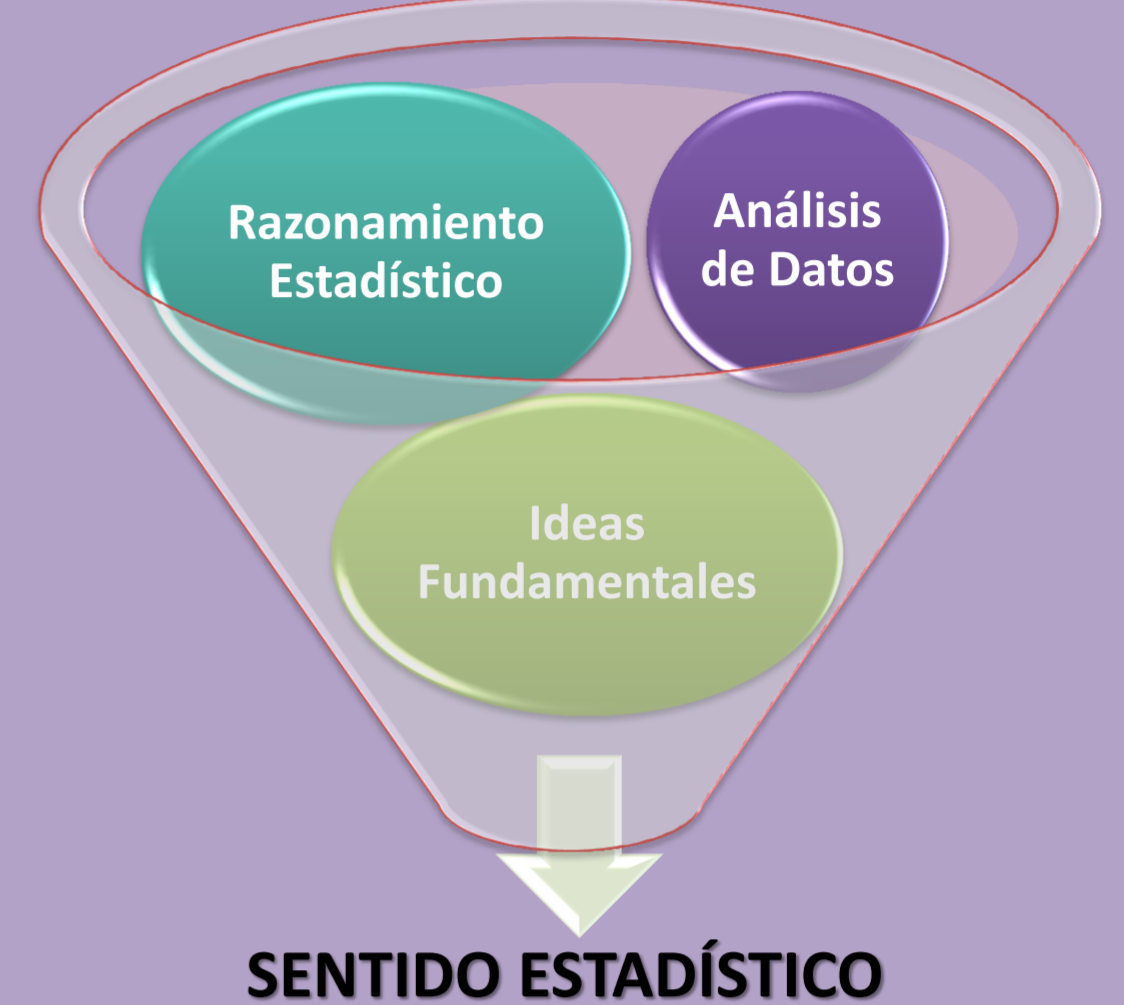 Razonamiento
Estadístico
Análisis
de Datos
Ideas
Fundamentales
SENTIDO ESTADÍSTICO